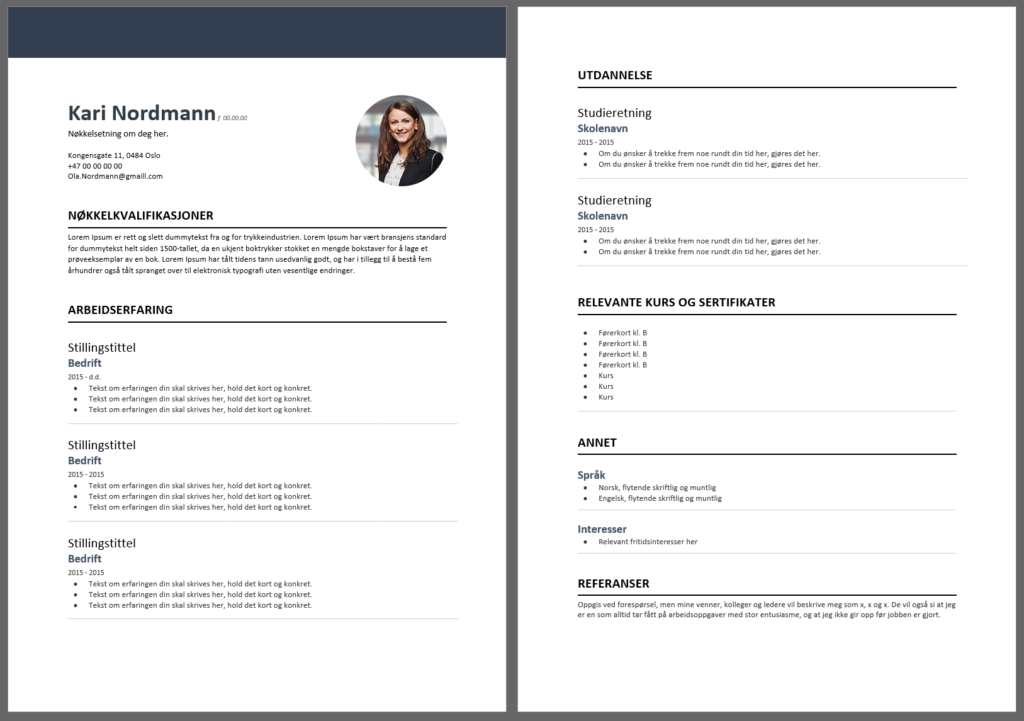 Kari Nordmann f. 00.00.00
Nøkkelsetning om deg her.
Kongensgate 11, 0484 Oslo
+47 00 00 00 00
Ola.Nordmann@gmaill.com
NØKKELKVALIFIKASJONER
Lorem Ipsum er rett og slett dummytekst fra og for trykkeindustrien. Lorem Ipsum har vært bransjens standard
for dummytekst helt siden 1500-tallet, da en ukjent boktrykker stokket en mengde bokstaver for å lage et
prøveeksemplar av en bok. Lorem Ipsum har tålt tidens tann usedvanlig godt, og har i tillegg til å bestå fem
århundrer også tålt spranget over til elektronisk typografi uten vesentlige endringer.
ARBEIDSERFARING
Stillingstittel
Bedrift
2015 - d.d.
• Tekst om erfaringen din skal skrives her, hold det kort og konkret.
• Tekst om erfaringen din skal skrives her, hold det kort og konkret.
• Tekst om erfaringen din skal skrives her, hold det kort og konkret.
Stillingstittel
Bedrift
2015 - 2015
• Tekst om erfaringen din skal skrives her, hold det kort og konkret.
• Tekst om erfaringen din skal skrives her, hold det kort og konkret.
• Tekst om erfaringen din skal skrives her, hold det kort og konkret.
Stillingstittel
Bedrift
2015 - 2015
• Tekst om erfaringen din skal skrives her, hold det kort og konkret.
• Tekst om erfaringen din skal skrives her, hold det kort og konkret.
• Tekst om erfaringen din skal skrives her, hold det kort og konkret.
UTDANNELSE
Studieretning
Skolenavn
2015 - 2015
• Om du ønsker å trekke frem noe rundt din tid her, gjøres det her.
• Om du ønsker å trekke frem noe rundt din tid her, gjøres det her.
Studieretning
Skolenavn
2015 - 2015
• Om du ønsker å trekke frem noe rundt din tid her, gjøres det her.
• Om du ønsker å trekke frem noe rundt din tid her, gjøres det her.
RELEVANTE KURS OG SERTIFIKATER
• Førerkort kl. B
• Førerkort kl. B
• Førerkort kl. B
• Førerkort kl. B
• Kurs
• Kurs
• Kurs
ANNET
Språk
• Norsk, flytende skriftlig og muntlig
• Engelsk, flytende skriftlig og muntlig
Interesser
• Relevant fritidsinteresser her
REFERANSER
Oppgis ved forespørsel, men mine venner, kolleger og ledere vil beskrive meg som x, x og x. De vil også si at jeg
er en som alltid tar fått på arbeidsoppgaver med stor entusiasme, og at jeg ikke gir opp før jobben er gjort.